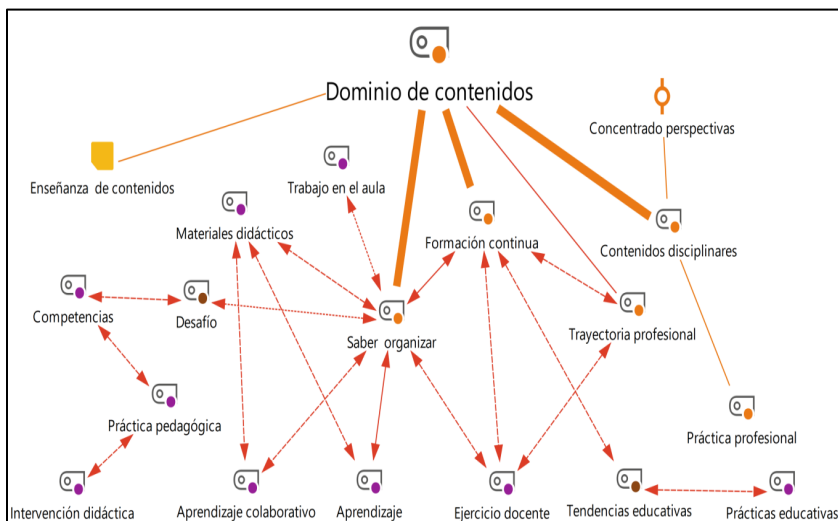 Dominio de contenidos
Concentrado perspectivas
Enseñanza de contenidos
Trabajo en el aula
Materiales didácticos
Formación continua
Contenidos disciplinares
Competencias
Desafío
Saber organizar
Trayectoria profesional
Práctica pedagógica
Práctica profesional
Intervención didáctica
Aprendizaje colaborativo
Aprendizaje
Ejercicio docente
Tendencias educativas
Prácticas educativas